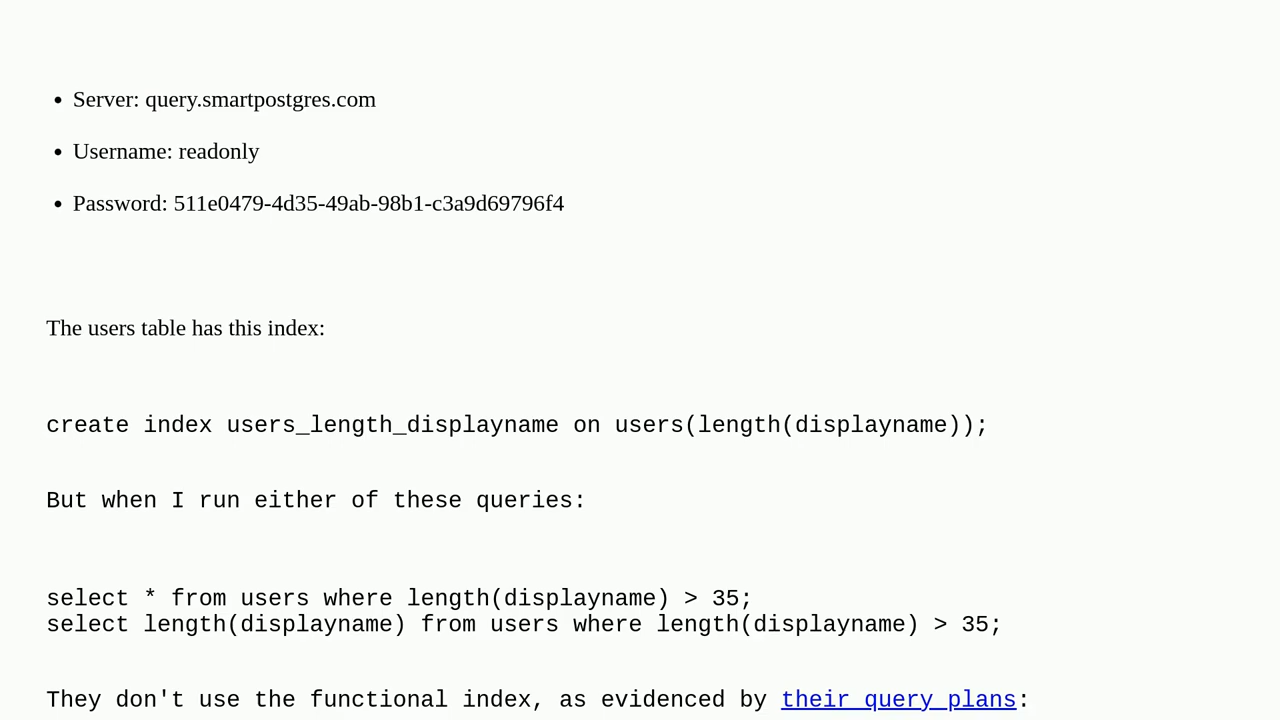 Server: query.smartpostgres.com
Username: readonly
Password: 511e0479-4d35-49ab-98b1-c3a9d69796f4
The users table has this index:
create index users_length_displayname on users(length(displayname));
But when I run either of these queries:
select * from users where length(displayname) > 35;
select length(displayname) from users where length(displayname) > 35;
They don't use the functional index, as evidenced by their query plans: